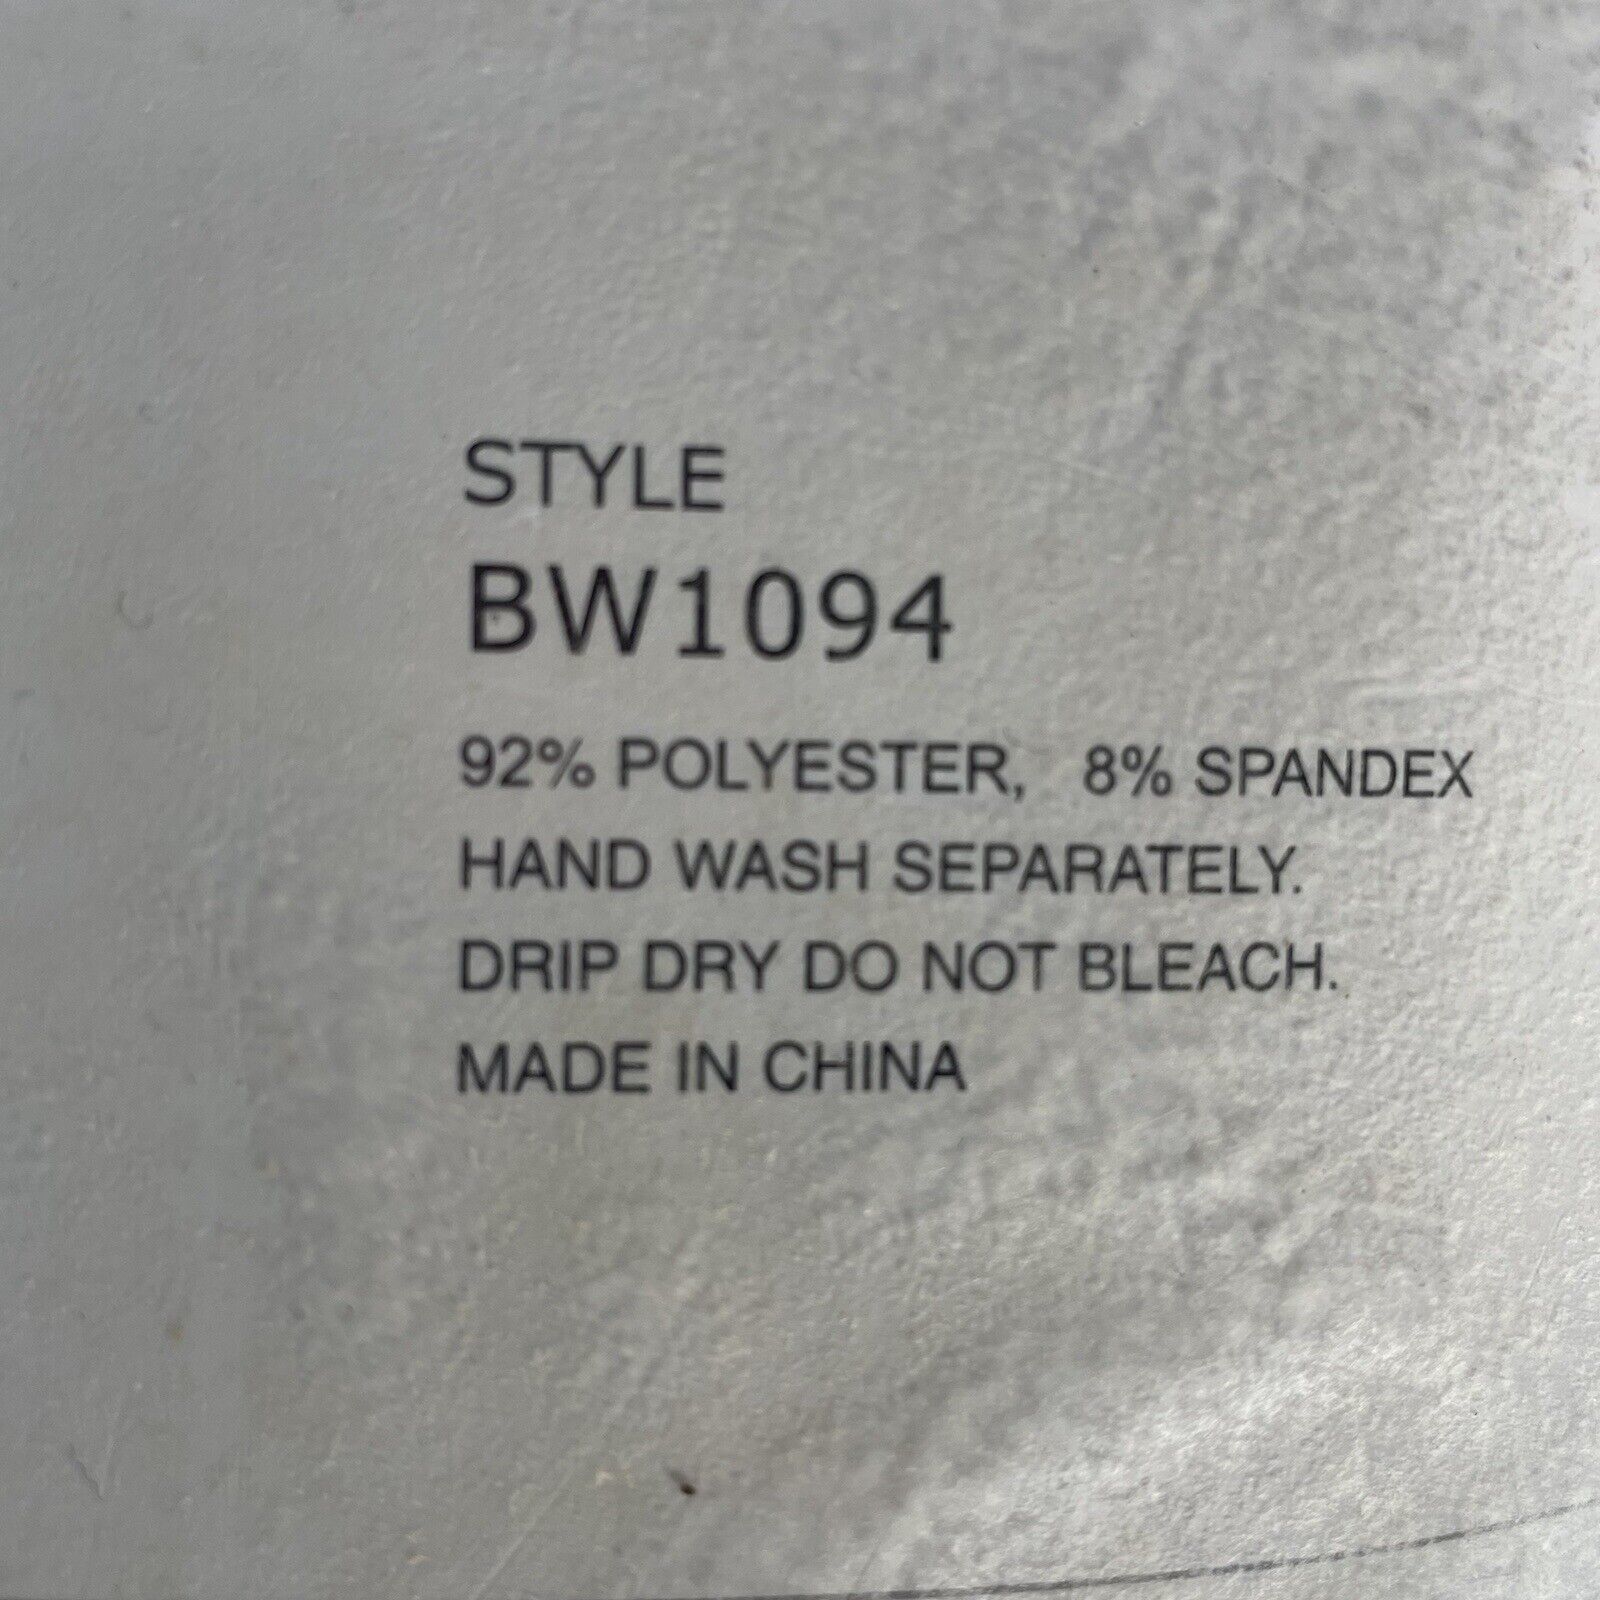 STYLE
BW1094
92% POLYESTER, 8% SPANDEX
HAND WASH SEPARATELY.
DRIP DRY DO NOT BLEACH.
MADE IN CHINA